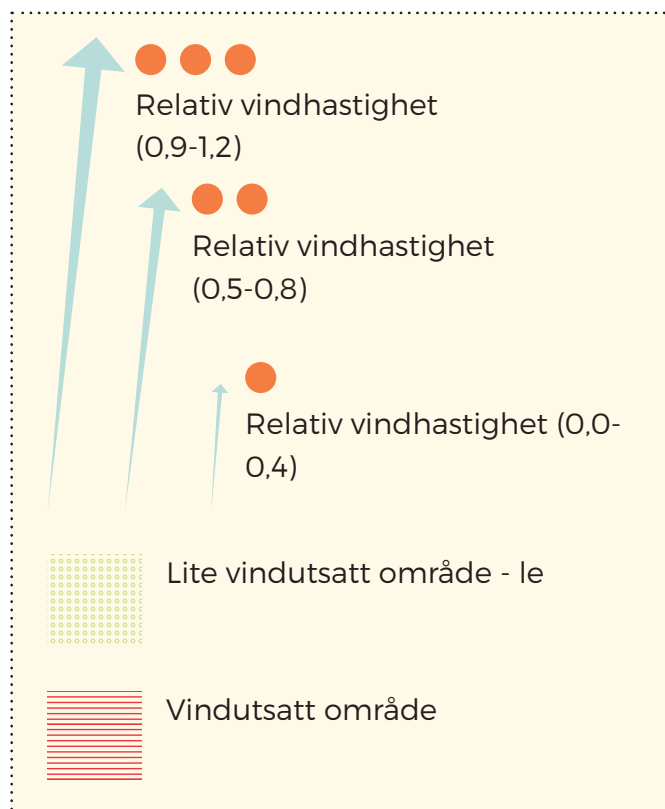 Relativ vindhastighet
(0,9-1,2)
Relativ vindhastighet
(0,5-0,8)
Relativ vindhastighet (0,0-
0,4)
Lite vindutsatt område - le
Vindutsatt område